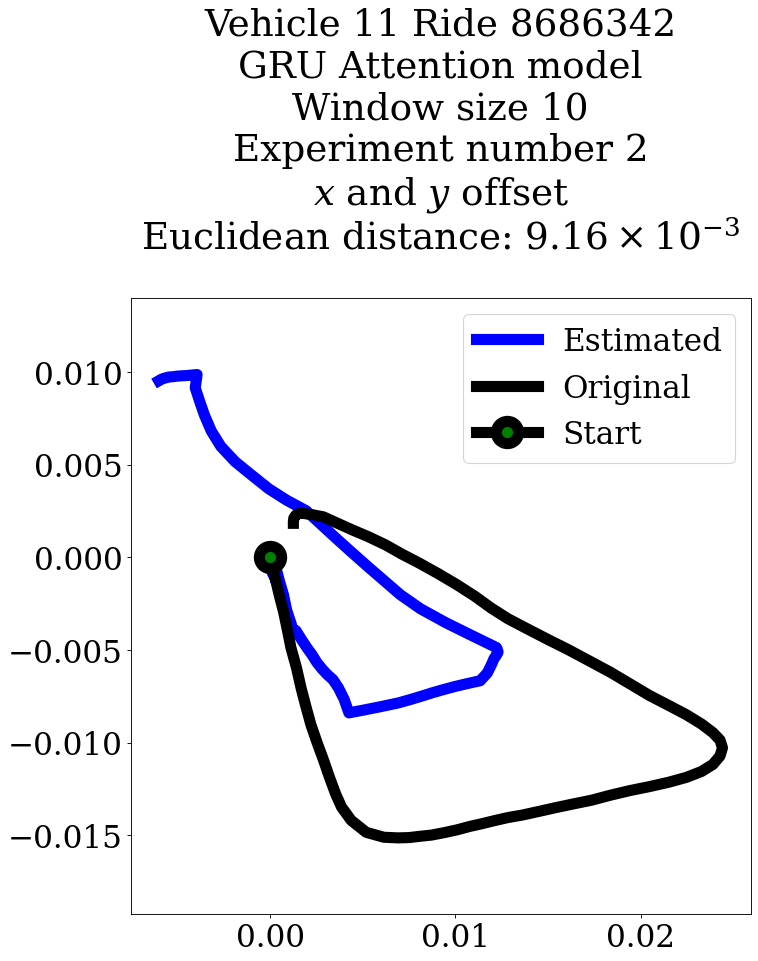 Vehicle 11 Ride 8686342
GRU Attention model
Window size 10
Experiment number 2
x and y offset
Euclidean distance: 9.16 × 10⁻³
Estimated
Original
Start
0.010
0.005
0.000
−0.005
−0.010
−0.015
0.00 0.01 0.02